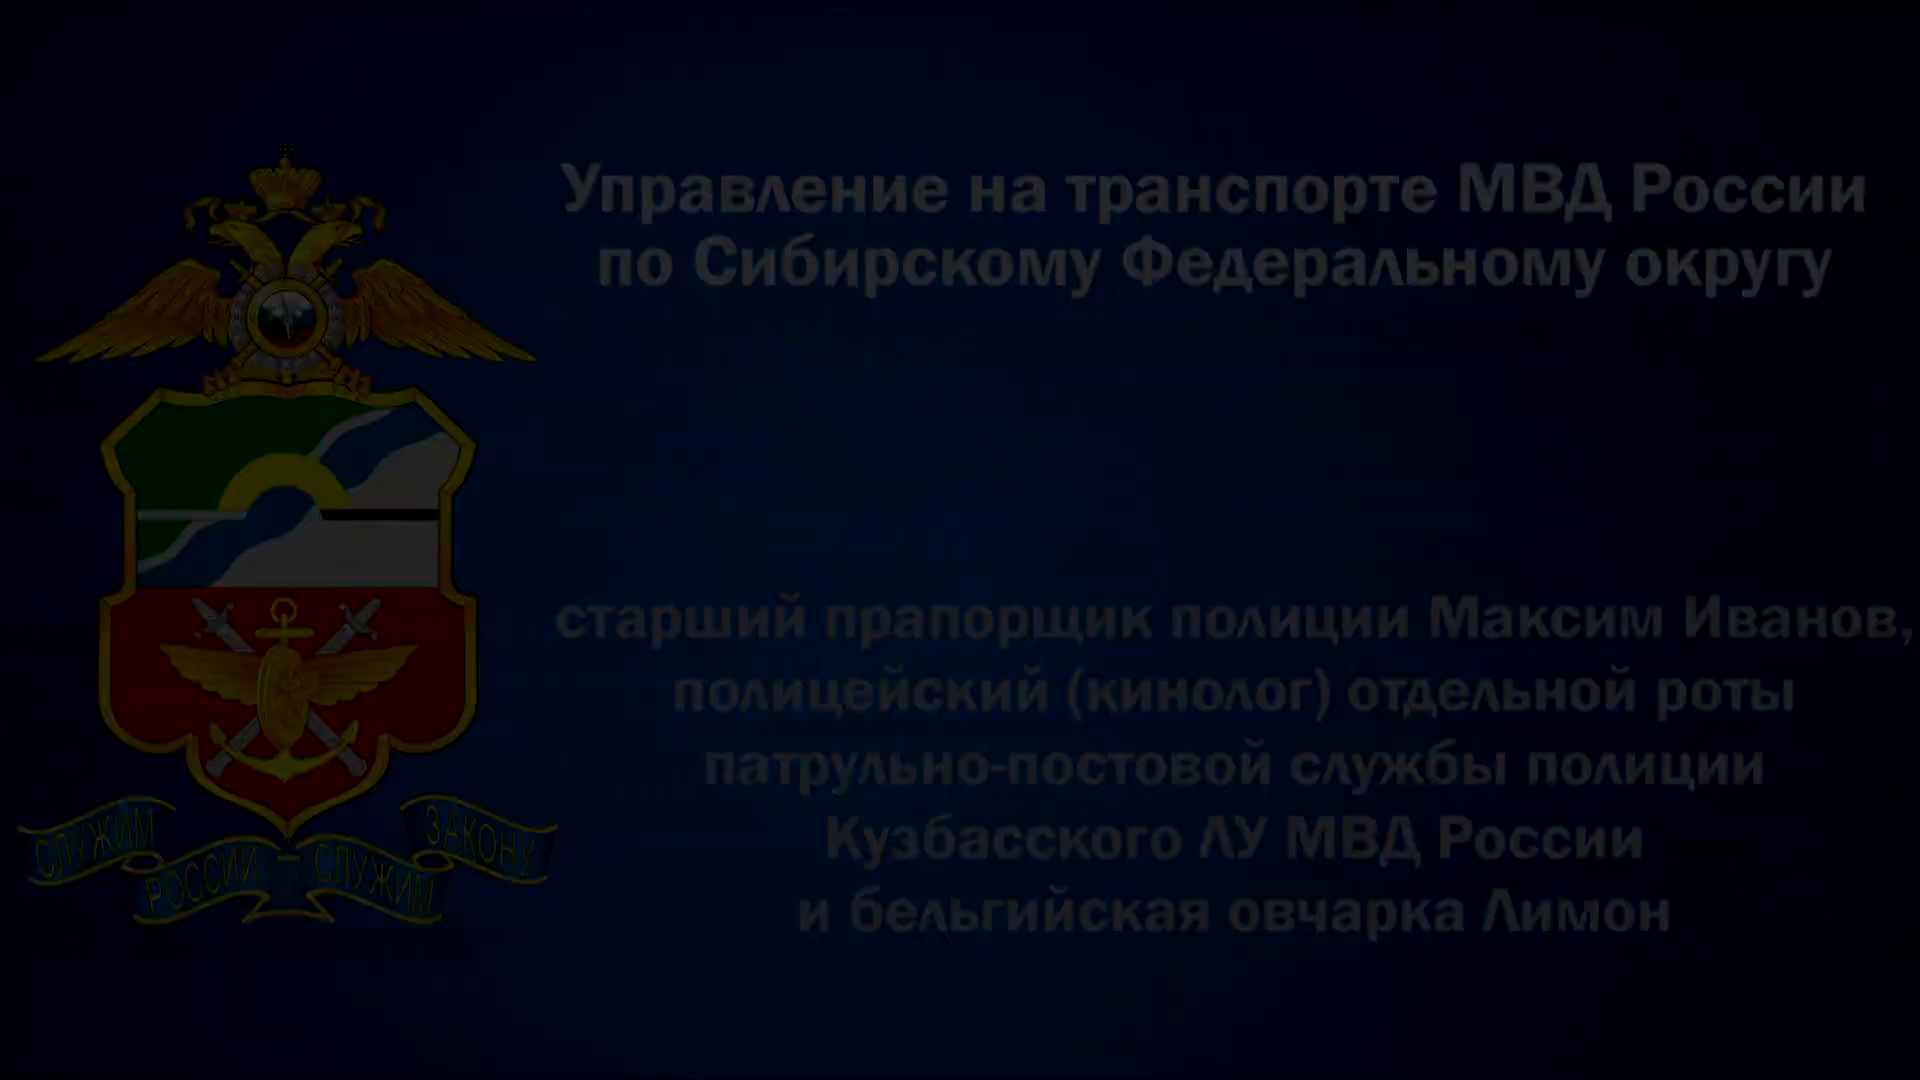 Управление на транспорте МВД России
по Сибирскому Федеральному округу
старший прапорщик полиции Максим Иванов,
полицейский (кинолог) отдельной роты
патрульно-постовой службы полиции
Кузбасского ЛУ МВД России
и бельгийская овчарка Лимон
СЛУЖИМ РОССИИ - СЛУЖИМ ЗАКОНУ